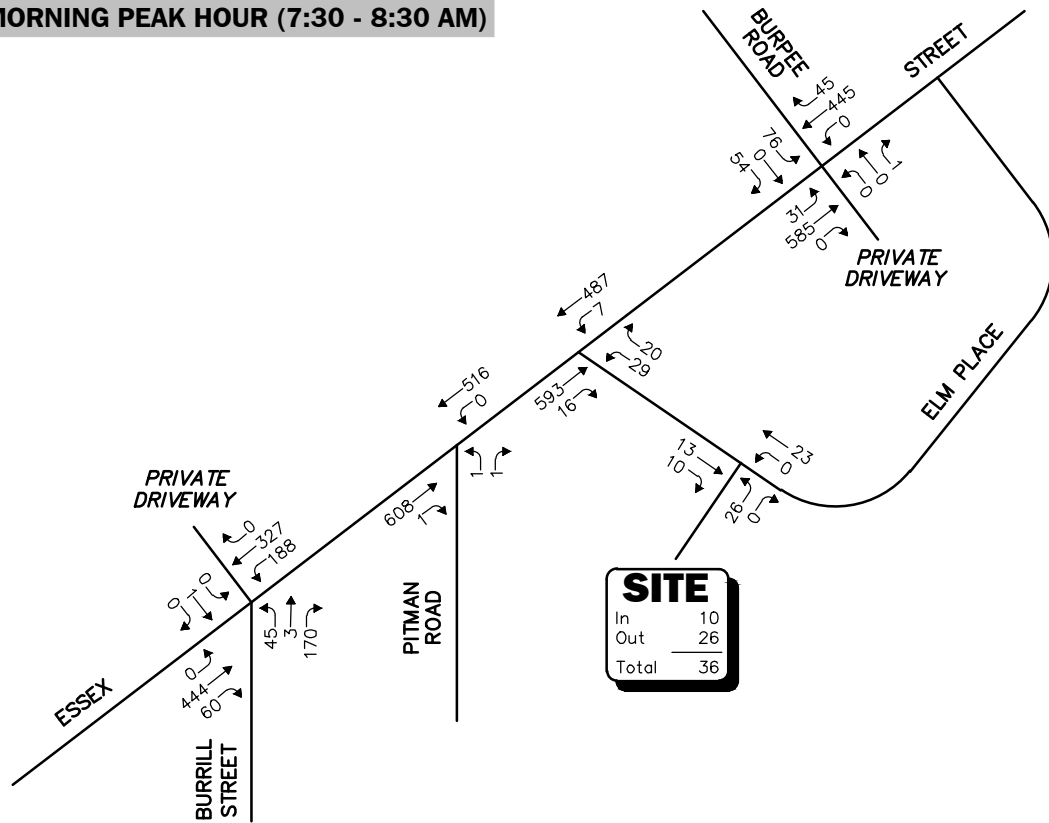 MORNING PEAK HOUR (7:30 - 8:30 AM)
BURPEE
ROAD
STREET
45
445
0
76
0
54
1
0
0
31
585
0
PRIVATE
DRIVEWAY
487
7
20
29
593
16
ELM PLACE
516
0
13
10
23
0
26
0
1
1
608
1
PITMAN
ROAD
PRIVATE
DRIVEWAY
0
327
188
0
1
0
45
3
170
0
444
60
ESSEX
BURRILL
STREET
SITE
In 10
Out 26
Total 36